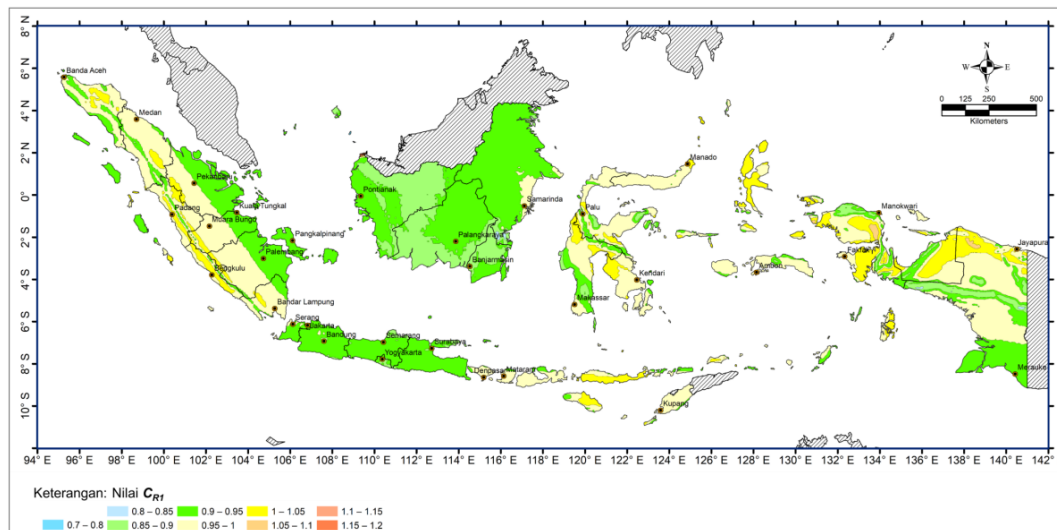 8° N
6° N
4° N
2° N
0°
2° S
4° S
6° S
8° S
10° S
N
W E
S
0 125 250 500
Kilometers
Banda Aceh
Medan
Pekanbaru
Kuala Tungkal
Padang
Muara Bungo
Pangkalpinang
Palembang
Bengkulu
Bandar Lampung
Serang
Jakarta
Bandung
Semarang
Yogyakarta
Surabaya
Denpasar
Mataram
Kupang
Pontianak
Palangkaraya
Banjarmasin
Samarinda
Palu
Manado
Makassar
Kendari
Ambon
Fakfak
Manokwari
Jayapura
Merauke
94° E 96° E 98° E 100° E 102° E 104° E 106° E 108° E 110° E 112° E 114° E 116° E 118° E 120° E 122° E 124° E 126° E 128° E 130° E 132° E 134° E 136° E 138° E 140° E 142° E
Keterangan: Nilai C_R1
0.8 – 0.85 0.9 – 0.95 1 – 1.05 1.1 – 1.15
0.7 – 0.8 0.85 – 0.9 0.95 – 1 1.05 – 1.1 1.15 – 1.2